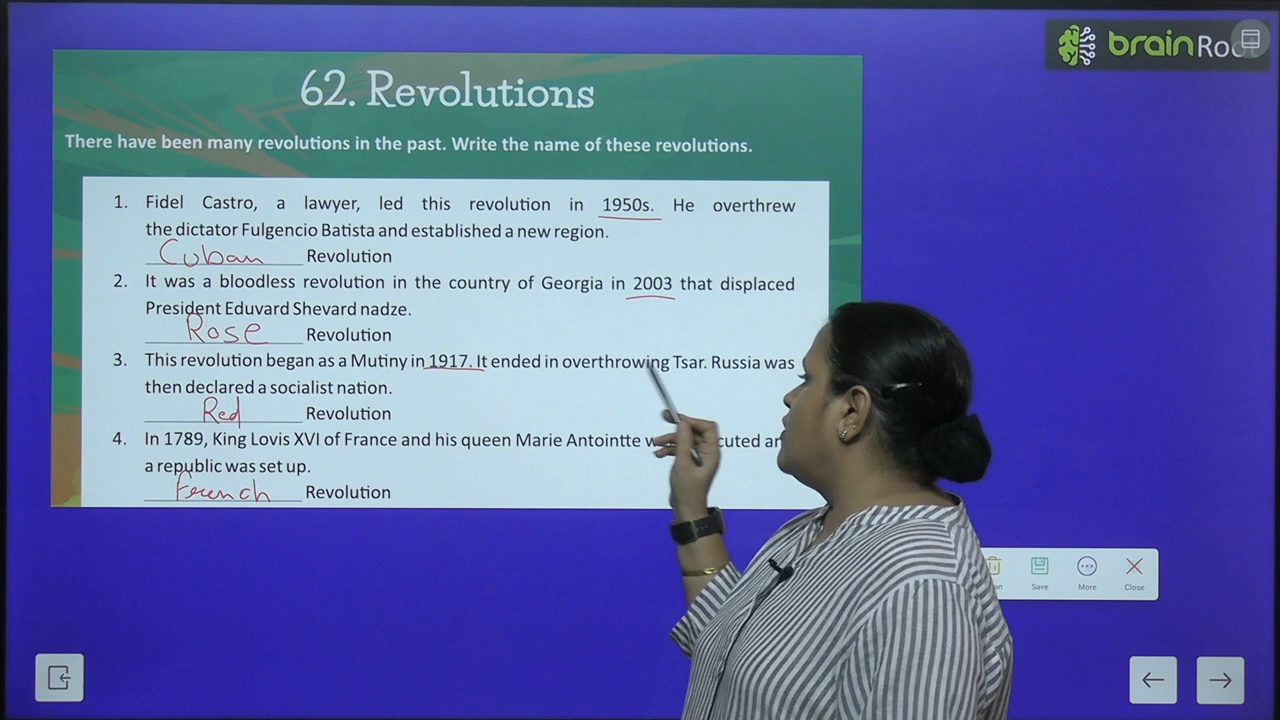 brainRoot
62. Revolutions
There have been many revolutions in the past. Write the name of these revolutions.
1. Fidel Castro, a lawyer, led this revolution in 1950s. He overthrew
the dictator Fulgencio Batista and established a new region.
Cuban Revolution
2. It was a bloodless revolution in the country of Georgia in 2003 that displaced
President Eduvard Shevard nadze.
Rose Revolution
3. This revolution began as a Mutiny in 1917. It ended in overthrowing Tsar. Russia was
then declared a socialist nation.
Red Revolution
4. In 1789, King Lovis XVI of France and his queen Marie Antointte
a republic was set up.
French Revolution
Save More Close